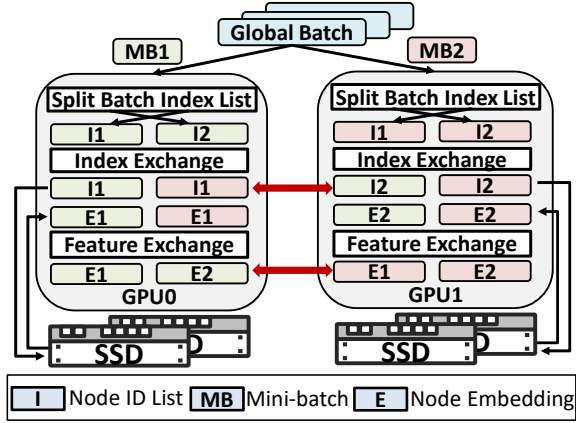 Global Batch
MB1 MB2
Split Batch Index List Split Batch Index List
I1 I2 I1 I2
Index Exchange Index Exchange
I1 I1 I2 I2
E1 E1 E2 E2
Feature Exchange Feature Exchange
E1 E2 E1 E2
GPU0 GPU1
SSD D SSD D
I Node ID List MB Mini-batch E Node Embedding